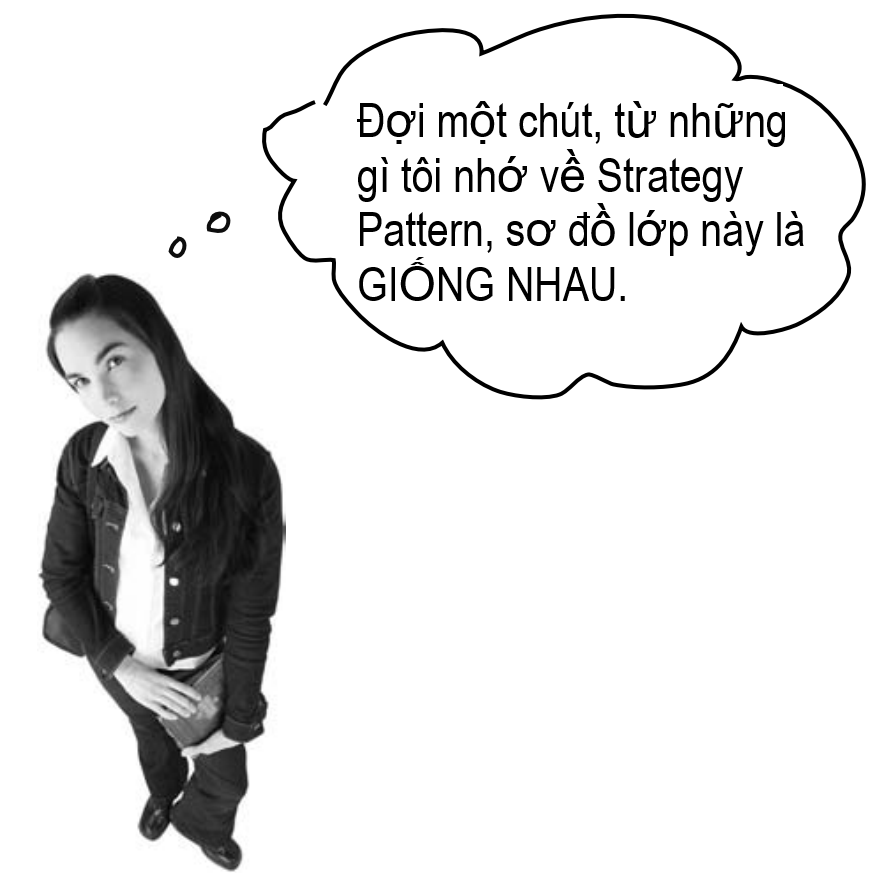 Đợi một chút, từ những
gì tôi nhớ về Strategy
Pattern, sơ đồ lớp này là
GIỐNG NHAU.